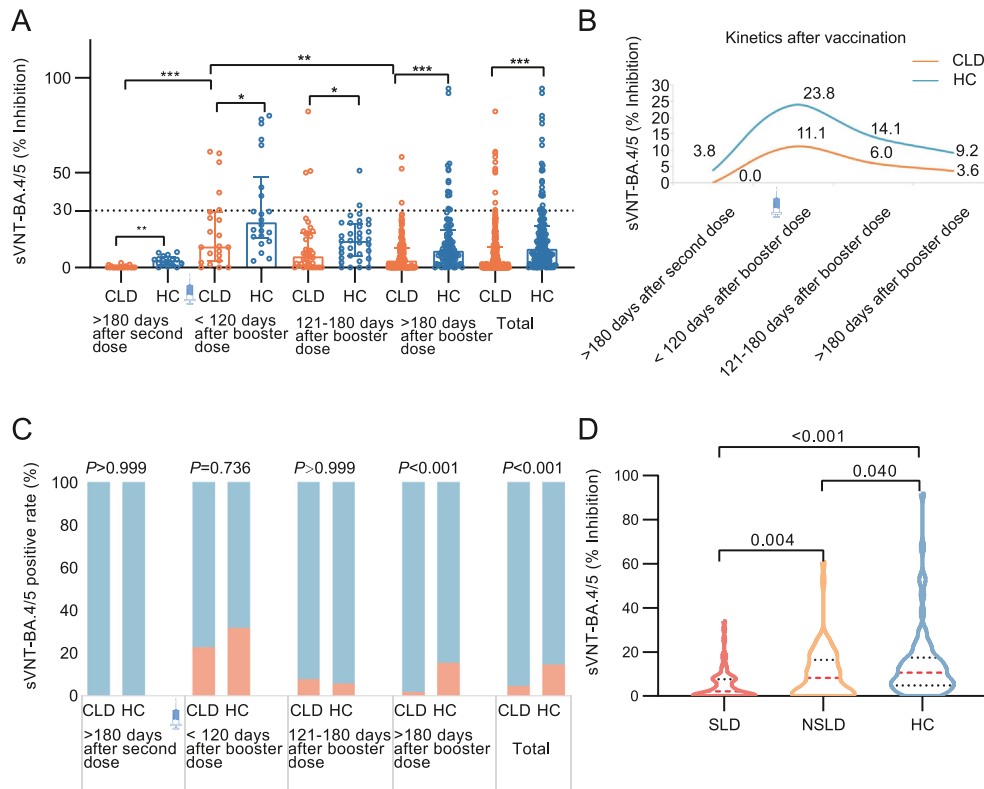 A
sVNT-BA.4/5 (% Inhibition)
100
50
30
0
***
**
***
***
*
*
**
CLD HC CLD HC CLD HC CLD HC CLD HC
>180 days after second dose
< 120 days after booster dose
121-180 days after booster dose
>180 days after booster dose
Total
B
Kinetics after vaccination
CLD
HC
sVNT-BA.4/5 (% Inhibition)
30
25
20
15
10
5
0
3.8
23.8
14.1
9.2
0.0
11.1
6.0
3.6
>180 days after second dose
< 120 days after booster dose
121-180 days after booster dose
>180 days after booster dose
C
sVNT-BA.4/5 positive rate (%)
P>0.999 P=0.736 P>0.999 P<0.001 P<0.001
100
80
60
40
20
0
CLD HC CLD HC CLD HC CLD HC CLD HC
>180 days after second dose
< 120 days after booster dose
121-180 days after booster dose
>180 days after booster dose
Total
D
sVNT-BA.4/5 (% Inhibition)
<0.001
0.040
0.004
100
80
60
40
20
0
SLD NSLD HC